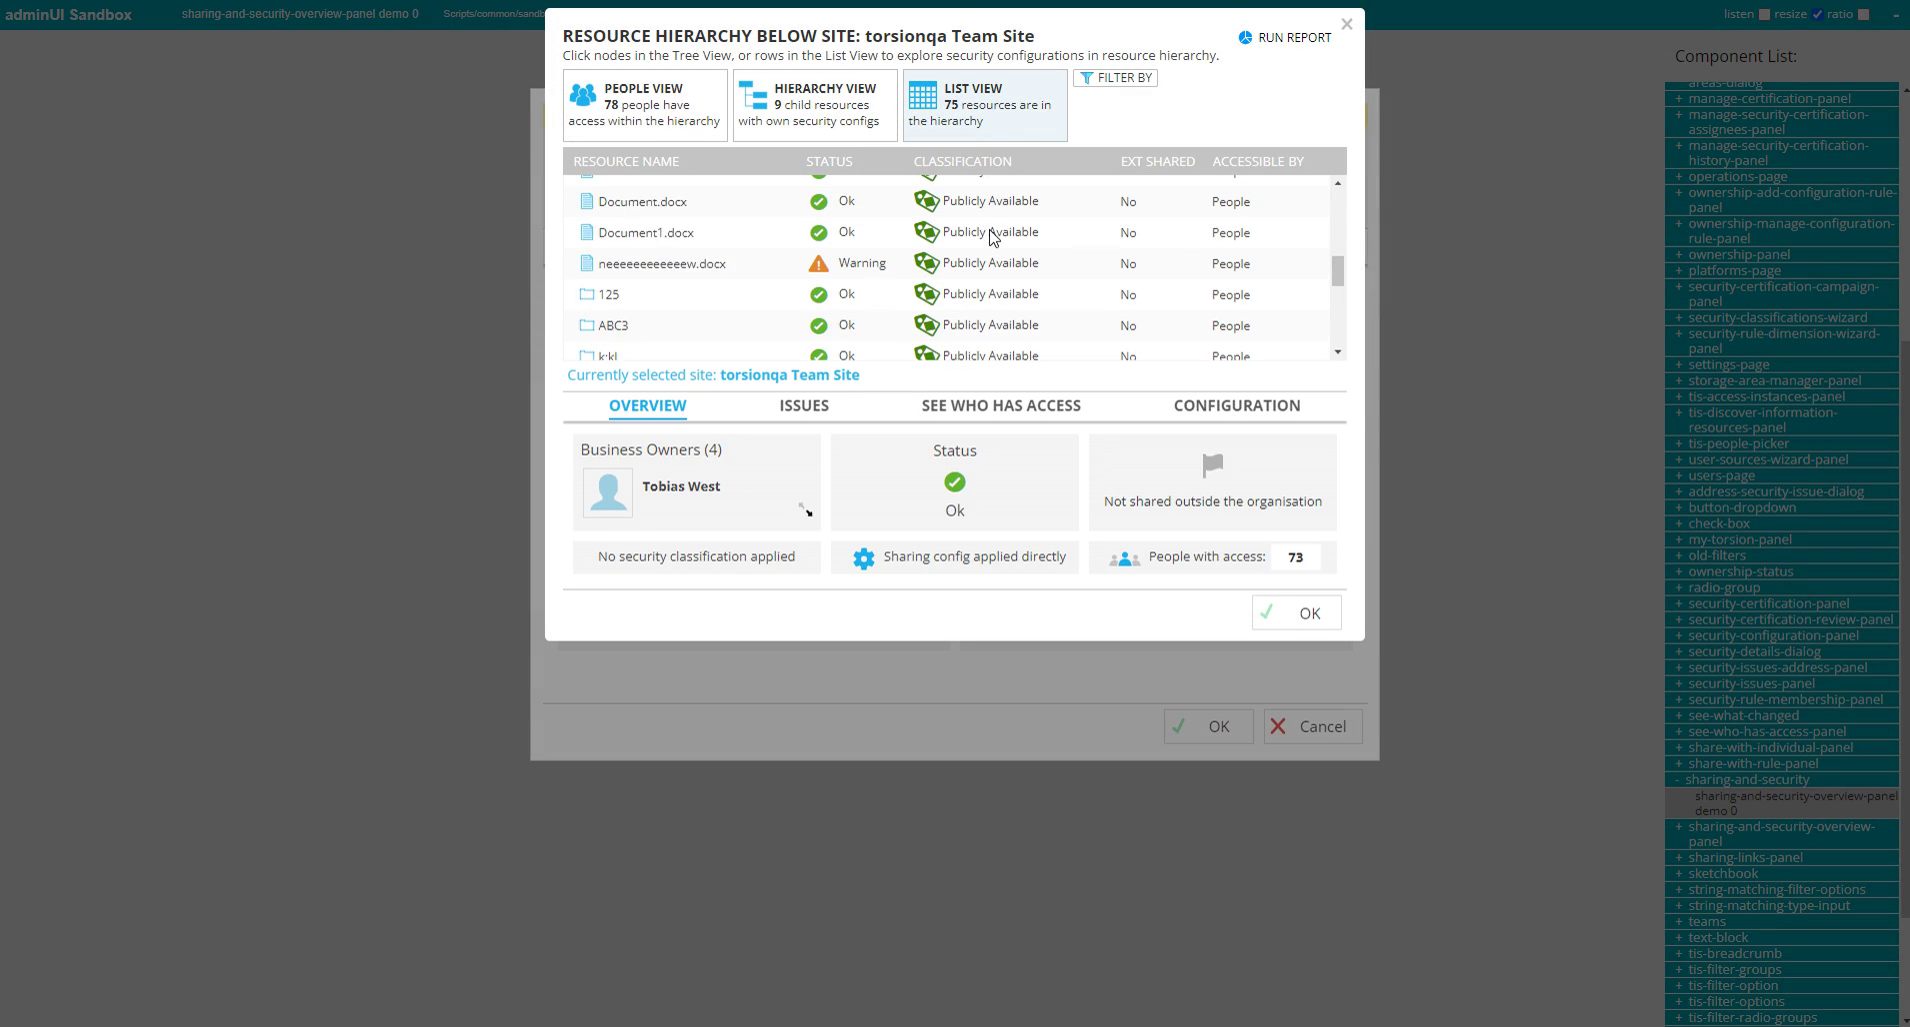 adminUI Sandbox
sharing-and-security-overview-panel demo 0
Scripts/common/sandb
listen resize ratio -
RESOURCE HIERARCHY BELOW SITE: torsionqa Team Site
Click nodes in the Tree View, or rows in the List View to explore security configurations in resource hierarchy.
RUN REPORT
PEOPLE VIEW
78 people have
access within the hierarchy
HIERARCHY VIEW
9 child resources
with own security configs
LIST VIEW
75 resources are in
the hierarchy
FILTER BY
RESOURCE NAME STATUS CLASSIFICATION EXT SHARED ACCESSIBLE BY
Document.docx Ok Publicly Available No People
Document1.docx Ok Publicly Available No People
neeeeeeeeeeeew.docx Warning Publicly Available No People
125 Ok Publicly Available No People
ABC3 Ok Publicly Available No People
k;kl Ok Publicly Available No People
Currently selected site: torsionqa Team Site
OVERVIEW ISSUES SEE WHO HAS ACCESS CONFIGURATION
Business Owners (4)
Tobias West
Status
Ok
Not shared outside the organisation
No security classification applied
Sharing config applied directly
People with access: 73
OK
OK Cancel
Component List:
areas-dialog
+ manage-certification-panel
+ manage-security-certification-
assignees-panel
+ manage-security-certification-
history-panel
+ operations-page
+ ownership-add-configuration-rule-
panel
+ ownership-manage-configuration-
rule-panel
+ ownership-panel
+ platforms-page
+ security-certification-campaign-
panel
+ security-classifications-wizard
+ security-rule-dimension-wizard-
panel
+ settings-page
+ storage-area-manager-panel
+ tis-access-instances-panel
+ tis-discover-information-
resources-panel
+ tis-people-picker
+ user-sources-wizard-panel
+ users-page
+ address-security-issue-dialog
+ button-dropdown
+ check-box
+ my-torsion-panel
+ old-filters
+ ownership-status
+ radio-group
+ security-certification-panel
+ security-certification-review-panel
+ security-configuration-panel
+ security-details-dialog
+ security-issues-address-panel
+ security-issues-panel
+ security-rule-membership-panel
+ see-what-changed
+ see-who-has-access-panel
+ share-with-individual-panel
+ share-with-rule-panel
- sharing-and-security
sharing-and-security-overview-panel
demo 0
+ sharing-and-security-overview-
panel
+ sharing-links-panel
+ sketchbook
+ string-matching-filter-options
+ string-matching-type-input
+ teams
+ text-block
+ tis-breadcrumb
+ tis-filter-groups
+ tis-filter-option
+ tis-filter-options
+ tis-filter-radio-groups